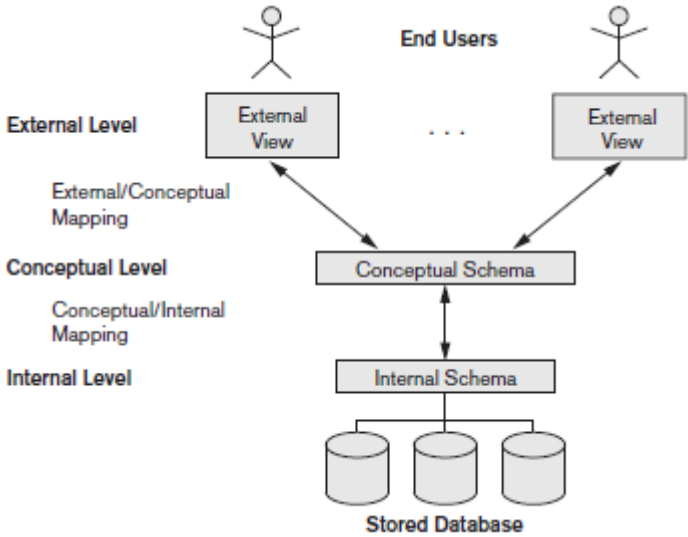 End Users
External Level
External
View
. . .
External
View
External/Conceptual
Mapping
Conceptual Level
Conceptual Schema
Conceptual/Internal
Mapping
Internal Level
Internal Schema
Stored Database